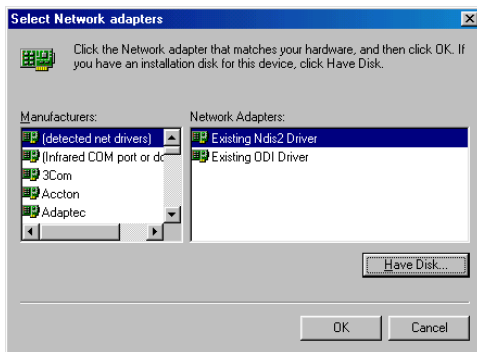 Select Network adapters
Click the Network adapter that matches your hardware, and then click OK. If
you have an installation disk for this device, click Have Disk.
Manufacturers:
(detected net drivers)
(Infrared COM port or dc
3Com
Accton
Adaptec
Network Adapters:
Existing Ndis2 Driver
Existing ODI Driver
Have Disk...
OK
Cancel